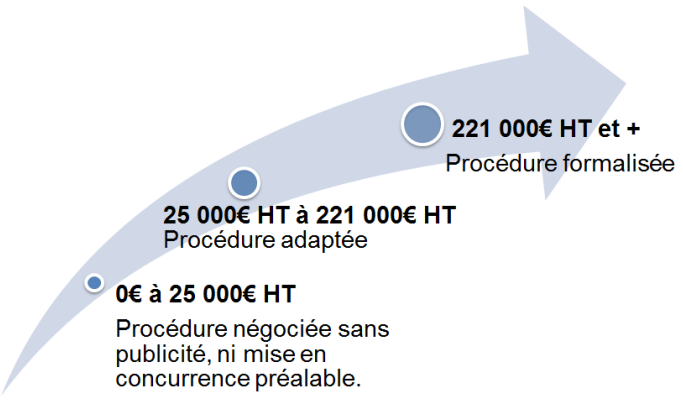 221 000€ HT et +
Procédure formalisée
25 000€ HT à 221 000€ HT
Procédure adaptée
0€ à 25 000€ HT
Procédure négociée sans
publicité, ni mise en
concurrence préalable.